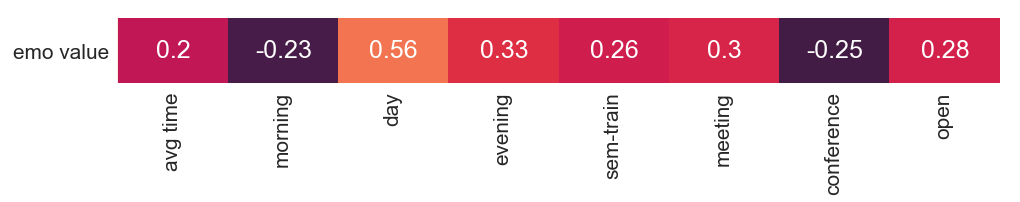 emo value 0.2 -0.23 0.56 0.33 0.26 0.3 -0.25 0.28
avg time
morning
day
evening
sem-train
meeting
conference
open